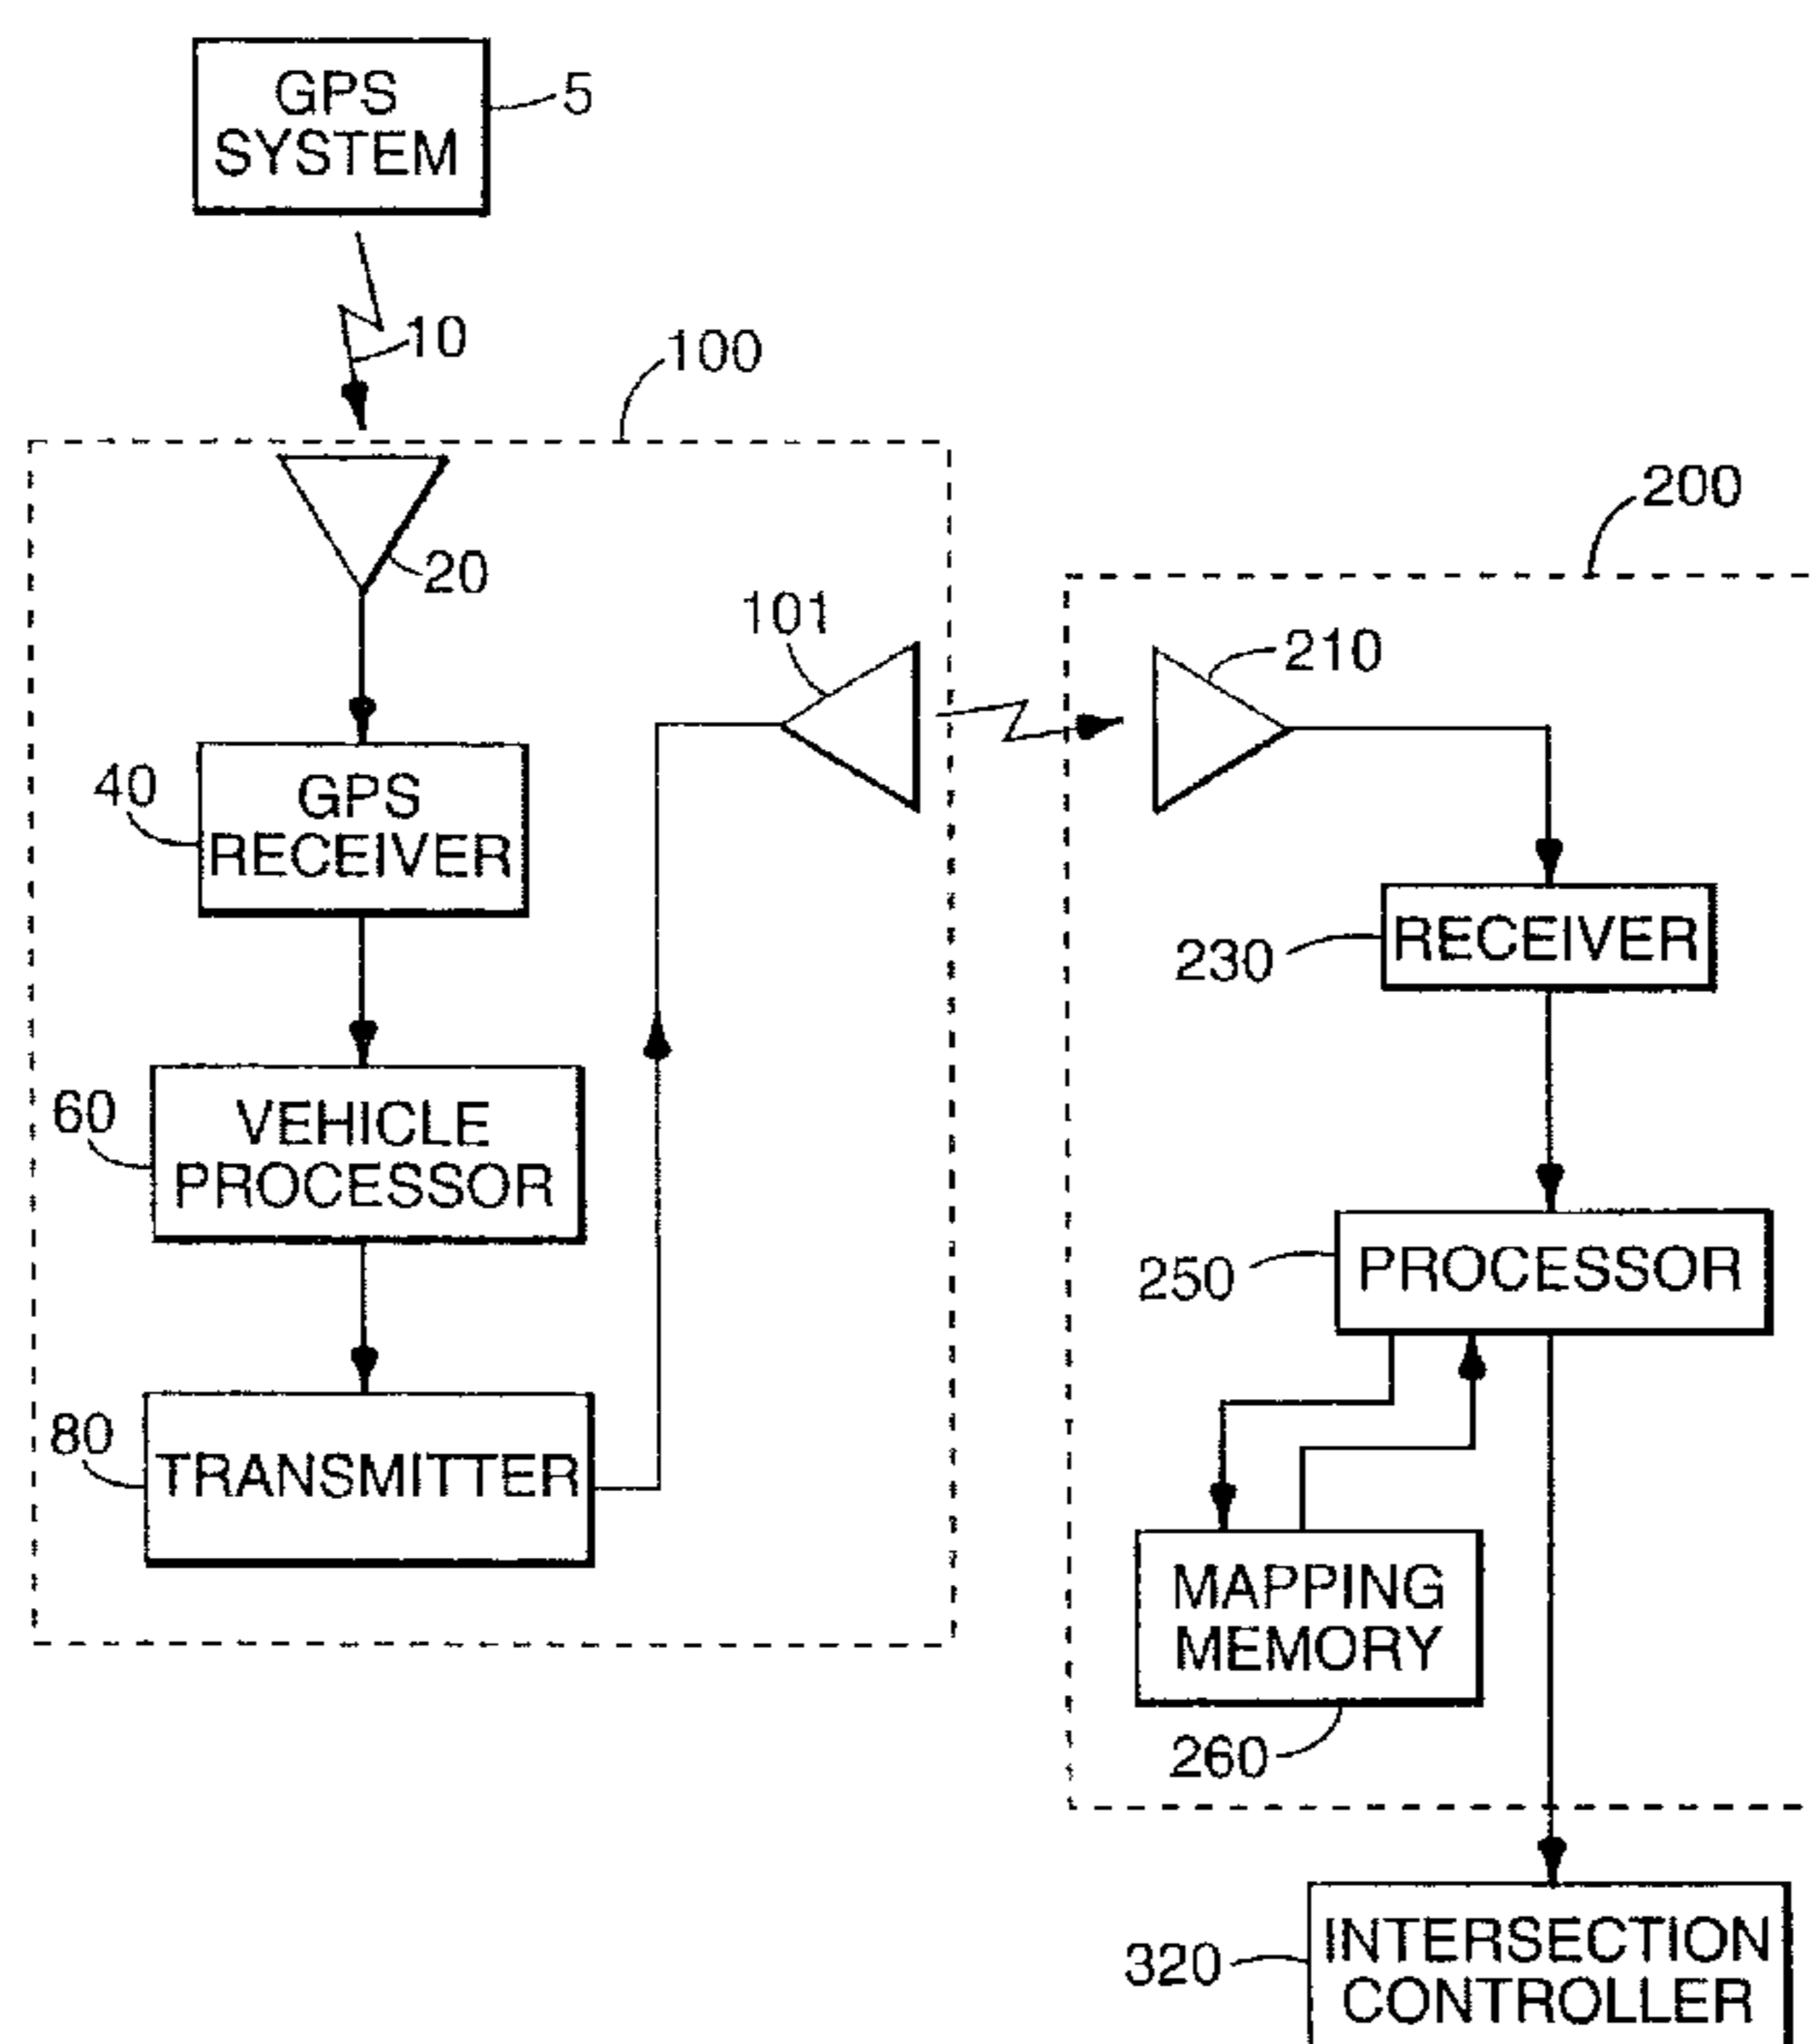 GPS
SYSTEM
5
10
100
20
40
GPS
RECEIVER
60
VEHICLE
PROCESSOR
80
TRANSMITTER
101
200
210
230
RECEIVER
250
PROCESSOR
MAPPING
MEMORY
260
320
INTERSECTION
CONTROLLER